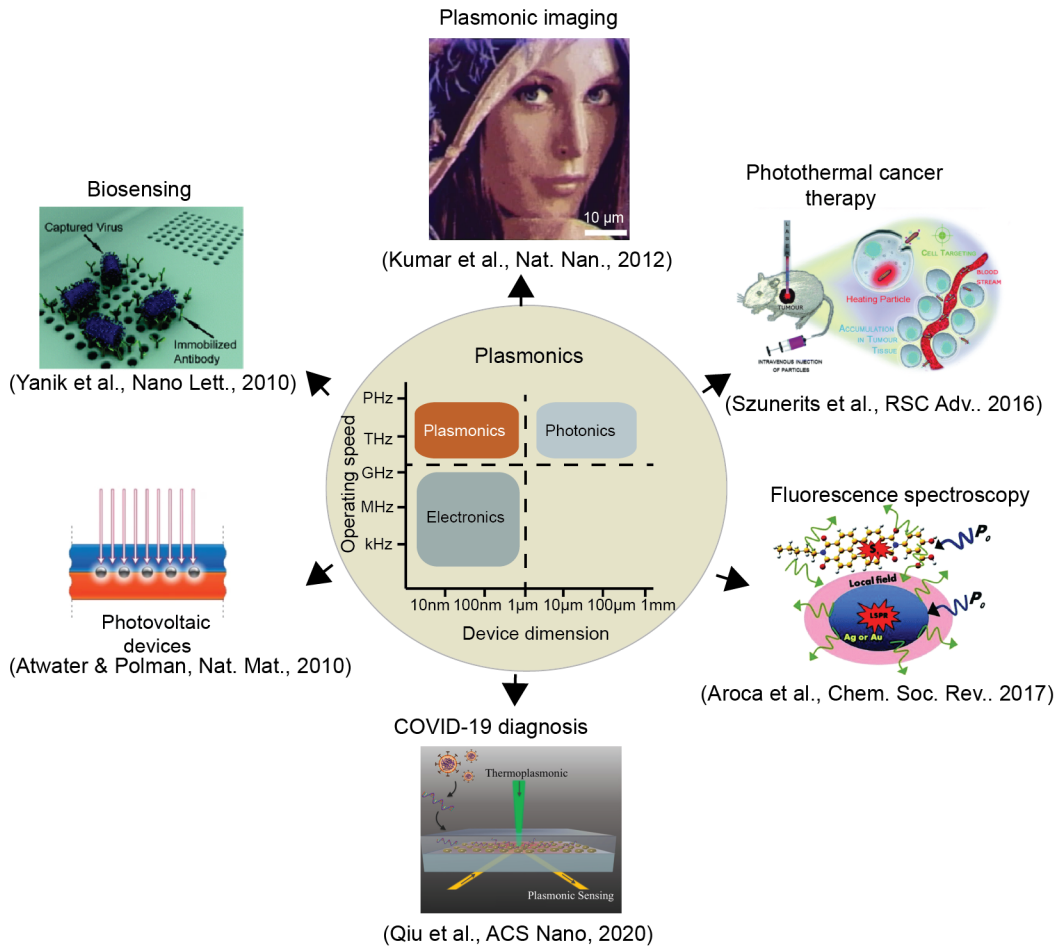 Plasmonic imaging
10 µm
(Kumar et al., Nat. Nan., 2012)
Biosensing
Captured Virus
Immobilized
Antibody
(Yanik et al., Nano Lett., 2010)
Photothermal cancer
therapy
LASER
TUMOUR
INTRAVENOUS INJECTION
OF PARTICLES
Heating Particle
CELL TARGETING
BLOOD
STREAM
ACCUMULATION
IN TUMOUR
TISSUE
(Szunerits et al., RSC Adv.. 2016)
Plasmonics
Operating speed
PHz
THz
GHz
MHz
kHz
Plasmonics
Photonics
Electronics
10nm 100nm 1µm 10µm 100µm 1mm
Device dimension
Photovoltaic
devices
(Atwater & Polman, Nat. Mat., 2010)
Fluorescence spectroscopy
S
P₀
Local field
LSPR
P₀
Ag or Au
(Aroca et al., Chem. Soc. Rev.. 2017)
COVID-19 diagnosis
Thermoplasmonic
Plasmonic Sensing
(Qiu et al., ACS Nano, 2020)